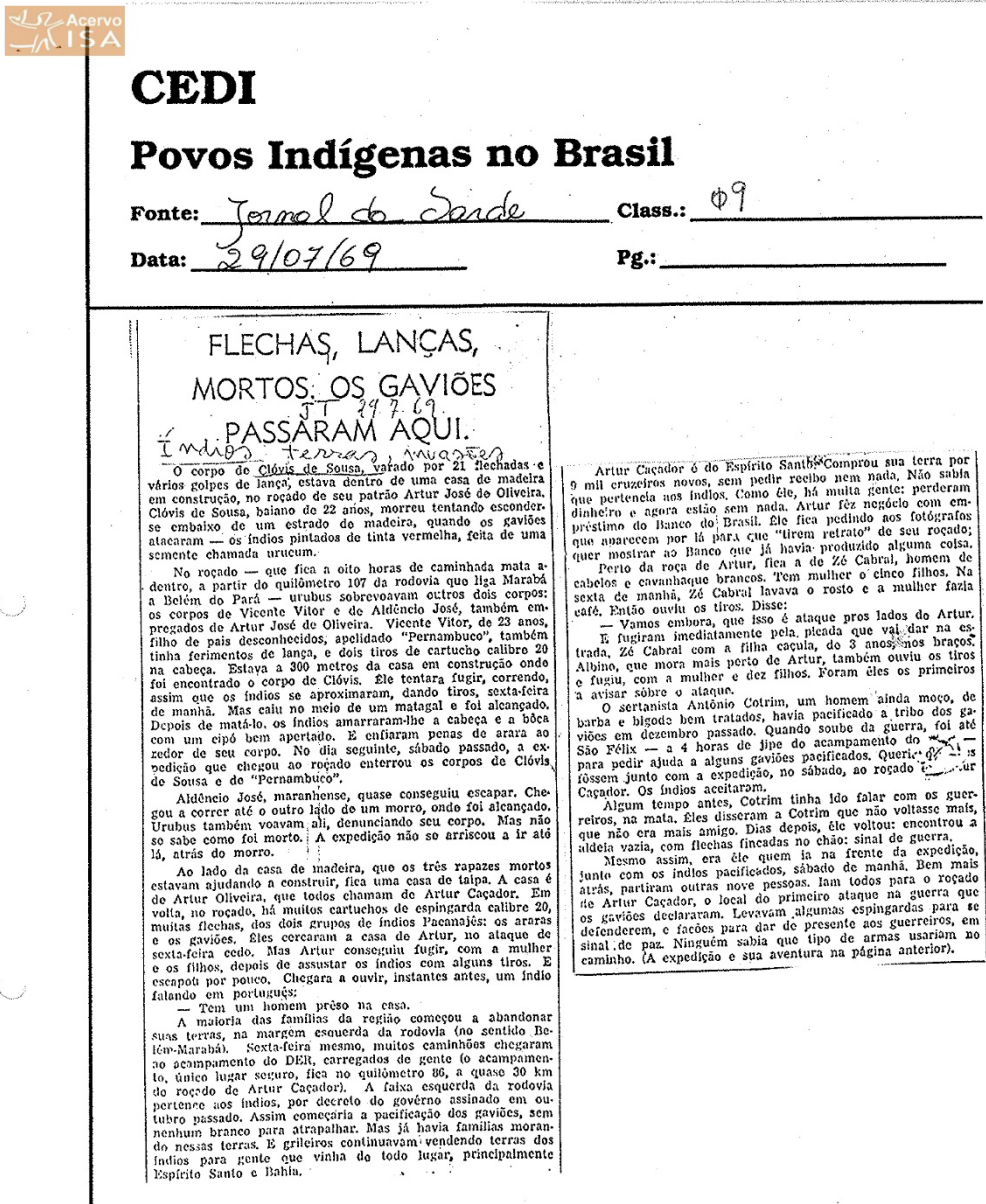 Acervo
ISA
CEDI
Povos Indígenas no Brasil
Fonte: Jornal da Tarde Class.: 09
Data: 29/07/69 Pg.:
FLECHAS, LANÇAS,
MORTOS: OS GAVIÕES
JT 29.7.69
PASSARAM AQUI.
Índios terras, invasões
O corpo de Clóvis de Sousa, varado por 21 flechadas e
vários golpes de lança, estava dentro de uma casa de madeira
em construção, no roçado de seu patrão Artur José de Oliveira.
Clóvis de Sousa, baiano de 22 anos, morreu tentando esconder-
se embaixo de um estrado de madeira, quando os gaviões
atacaram — os índios pintados de tinta vermelha, feita de uma
semente chamada urucum.
No roçado — que fica a oito horas de caminhada mata a-
dentro, a partir do quilômetro 107 da rodovia que liga Marabá
a Belém do Pará — urubus sobrevoavam outros dois corpos:
os corpos de Vicente Vitor e de Aldêncio José, também em-
pregados de Artur José de Oliveira. Vicente Vitor, de 23 anos,
filho de pais desconhecidos, apelidado "Pernambuco", também
tinha ferimentos de lança, e dois tiros de cartucho calibro 20
na cabeça. Estava a 300 metros da casa em construção onde
foi encontrado o corpo de Clóvis. Êle tentara fugir, correndo,
assim que os índios se aproximaram, dando tiros, sexta-feira
de manhã. Mas caiu no meio de um matagal e foi alcançado.
Depois de matá-lo, os índios amarraram-lhe a cabeça e a bôca
com um cipó bem apertado. E enfiaram penas de arara ao
redor de seu corpo. No dia seguinte, sábado passado, a ex-
pedição que chegou ao roçado enterrou os corpos de Clóvis
de Sousa e de "Pernambuco".
Aldêncio José, maranhense, quase conseguiu escapar. Che-
gou a correr até o outro lado de um morro, onde foi alcançado.
Urubus também voavam ali, denunciando seu corpo. Mas não
se sabe como foi morto. A expedição não se arriscou a ir até
lá, atrás do morro.
Ao lado da casa de madeira, que os três rapazes mortos
estavam ajudando a construir, fica uma casa de taipa. A casa é
de Artur Oliveira, que todos chamam de Artur Caçador. Em
volta, no roçado, há muitos cartuchos de espingarda calibre 20,
muitas flechas, dos dois grupos de índios Pacanajés: os araras
e os gaviões. Êles cercaram a casa de Artur, no ataque de
sexta-feira cedo. Mas Artur conseguiu fugir, com a mulher
e os filhos, depois de assustar os índios com alguns tiros. E
escapou por pouco. Chegara a ouvir, instantes antes, um índio
falando em português:
— Tem um homem prêso na casa.
A maioria das famílias da região começou a abandonar
suas terras, na margem esquerda da rodovia (no sentido Be-
lém-Marabá). Sexta-feira mesmo, muitos caminhões chegaram
ao acampamento do DER, carregados de gente (o acampamen-
to, único lugar seguro, fica no quilômetro 86, a quase 30 km
do roçado de Artur Caçador). A faixa esquerda da rodovia
pertence aos índios, por decreto do govêrno assinado em ou-
tubro passado. Assim começaria a pacificação dos gaviões, sem
nenhum branco para atrapalhar. Mas já havia famílias moran-
do nessas terras. E grileiros continuavam vendendo terras dos
índios para gente que vinha de todo lugar, principalmente
Espírito Santo e Bahia.
Artur Caçador é do Espírito Santo. Comprou sua terra por
9 mil cruzeiros novos, sem pedir recibo nem nada. Não sabia
que pertencia aos índios. Como êle, há muita gente: perderam
dinheiro e agora estão sem nada. Artur fêz negócio com em-
préstimo do Banco do Brasil. Êle fica pedindo aos fotógrafos
que aparecem por lá para que "tirem retrato" de seu roçado;
quer mostrar ao Banco que já havia produzido alguma coisa.
Perto da roça de Artur, fica a de Zé Cabral, homem de
cabelos e cavanhaque brancos. Tem mulher e cinco filhos. Na
sexta de manhã, Zé Cabral lavava o rosto e a mulher fazia
café. Então ouviu os tiros. Disse:
— Vamos embora, que isso é ataque pros lados do Artur.
E fugiram imediatamente pela picada que vai dar na es-
trada, Zé Cabral com a filha caçula, de 3 anos, nos braços.
Albino, que mora mais perto de Artur, também ouviu os tiros
e fugiu, com a mulher e dez filhos. Foram êles os primeiros
a avisar sôbre o ataque.
O sertanista Antônio Cotrim, um homem ainda moço, de
barba e bigode bem tratados, havia pacificado a tribo dos ga-
viões em dezembro passado. Quando soube da guerra, foi até
São Félix — a 4 horas de jipe do acampamento do —
para pedir ajuda a alguns gaviões pacificados. Queria
fôssem junto com a expedição, no sábado, ao roçado
Caçador. Os índios aceitaram.
Algum tempo antes, Cotrim tinha ido falar com os guer-
reiros, na mata. Êles disseram a Cotrim que não voltasse mais,
que não era mais amigo. Dias depois, êle voltou: encontrou a
aldeia vazia, com flechas fincadas no chão: sinal de guerra.
Mesmo assim, era êle quem ia na frente da expedição,
junto com os índios pacificados, sábado de manhã. Bem mais
atrás, partiram outras nove pessoas. Iam todos para o roçado
de Artur Caçador, o local do primeiro ataque na guerra que
os gaviões declararam. Levavam algumas espingardas para se
defenderem, e facões para dar de presente aos guerreiros, em
sinal de paz. Ninguém sabia que tipo de armas usariam no
caminho. (A expedição e sua aventura na página anterior).